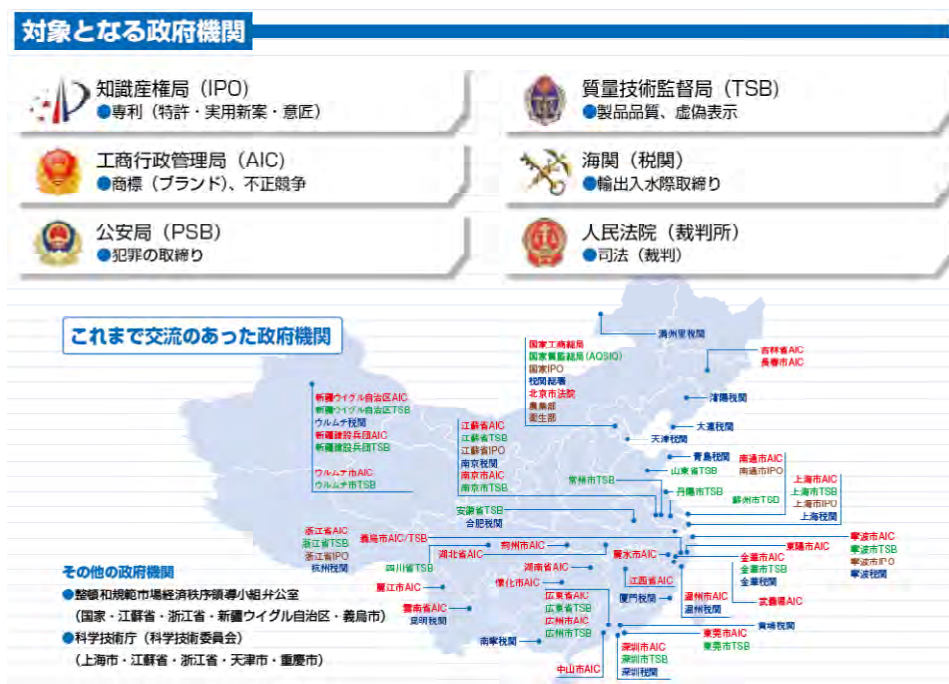 対象となる政府機関
知識産権局（IPO）
●専利（特許・実用新案・意匠）
質量技術監督局（TSB）
●製品品質、虚偽表示
工商行政管理局（AIC）
●商標（ブランド）、不正競争
海関（税関）
●輸出入水際取締り
公安局（PSB）
●犯罪の取締り
人民法院（裁判所）
●司法（裁判）
これまで交流のあった政府機関
満州里税関
国家工商総局
国家質監総局（AQSIQ）
国家IPO
税関総署
北京市法院
農業部
衛生部
吉林省AIC
長春市AIC
瀋陽税関
大連税関
天津税関
新疆ウイグル自治区AIC
新疆ウイグル自治区TSB
ウルムチ税関
新疆建設兵団AIC
新疆建設兵団TSB
ウルムチ市AIC
ウルムチ市TSB
江蘇省AIC
江蘇省TSB
江蘇省IPO
南京税関
南京市AIC
南京市TSB
青島税関
山東省TSB
常州市TSB
丹陽市TSB
蘇州市TSB
南通市AIC
南通市IPO
上海市AIC
上海市TSB
上海市IPO
上海税関
安徽省TSB
合肥税関
浙江省AIC
浙江省TSB
浙江省IPO
杭州税関
義烏市AIC/TSB
荊州市AIC
湖北省AIC
四川省TSB
湖南省AIC
懐化市AIC
麗水市AIC
江西省AIC
厦門税関
東陽市AIC
寧波市AIC
寧波市TSB
寧波市IPO
寧波税関
金華市AIC
金華市TSB
金華税関
武義県AIC
温州市AIC
温州税関
麗江市AIC
雲南省AIC
昆明税関
南寧税関
広東省AIC
広東省TSB
広州市AIC
広州市TSB
中山市AIC
黄埔税関
東莞市AIC
東莞市TSB
深圳市AIC
深圳市TSB
深圳税関
その他の政府機関
●整頓和規範市場経済秩序領導小組弁公室
（国家・江蘇省・浙江省・新疆ウイグル自治区・義烏市）
●科学技術庁（科学技術委員会）
（上海市・江蘇省・浙江省・天津市・重慶市）